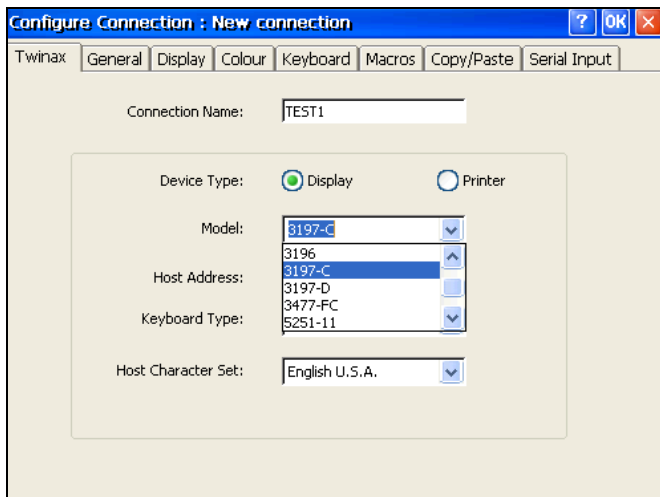 Configure Connection : New connection ? OK
Twinax General Display Colour Keyboard Macros Copy/Paste Serial Input
Connection Name: TEST1
Device Type: Display Printer
Model: 3197-C
3196
3197-C
Host Address: 3197-D
3477-FC
Keyboard Type: 5251-11
Host Character Set: English U.S.A.